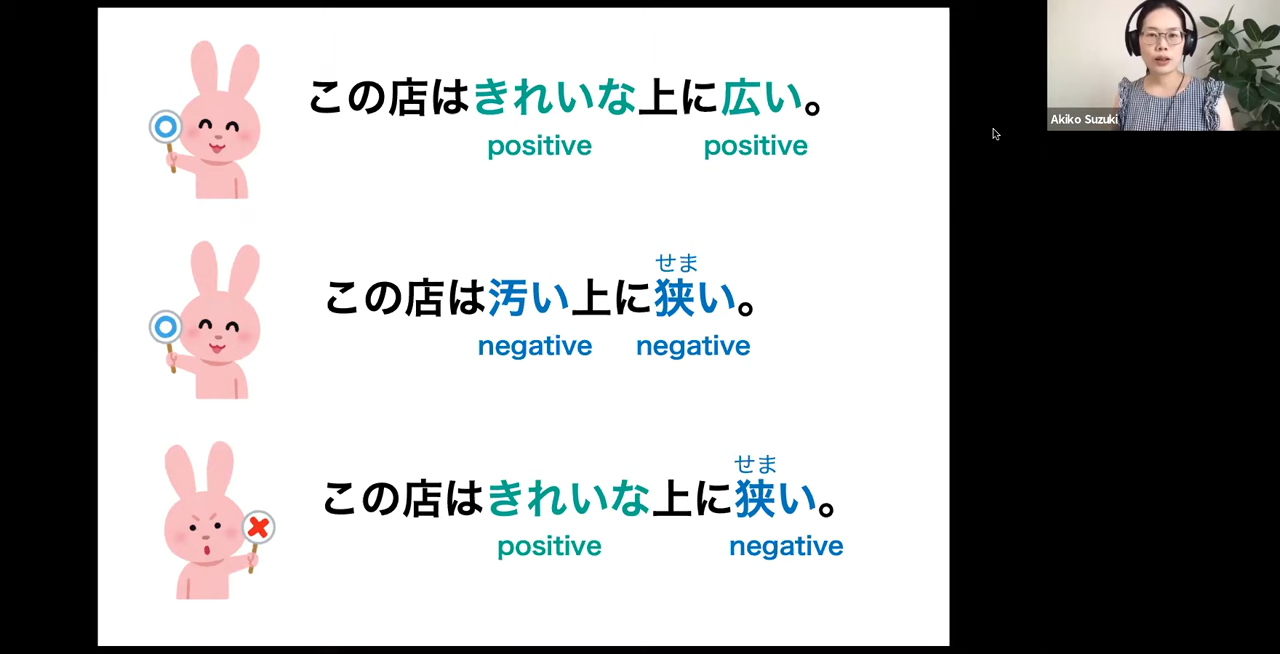 この店はきれいな上に広い。
positive positive
せま
この店は汚い上に狭い。
negative negative
せま
この店はきれいな上に狭い。
positive negative
Akiko Suzuki